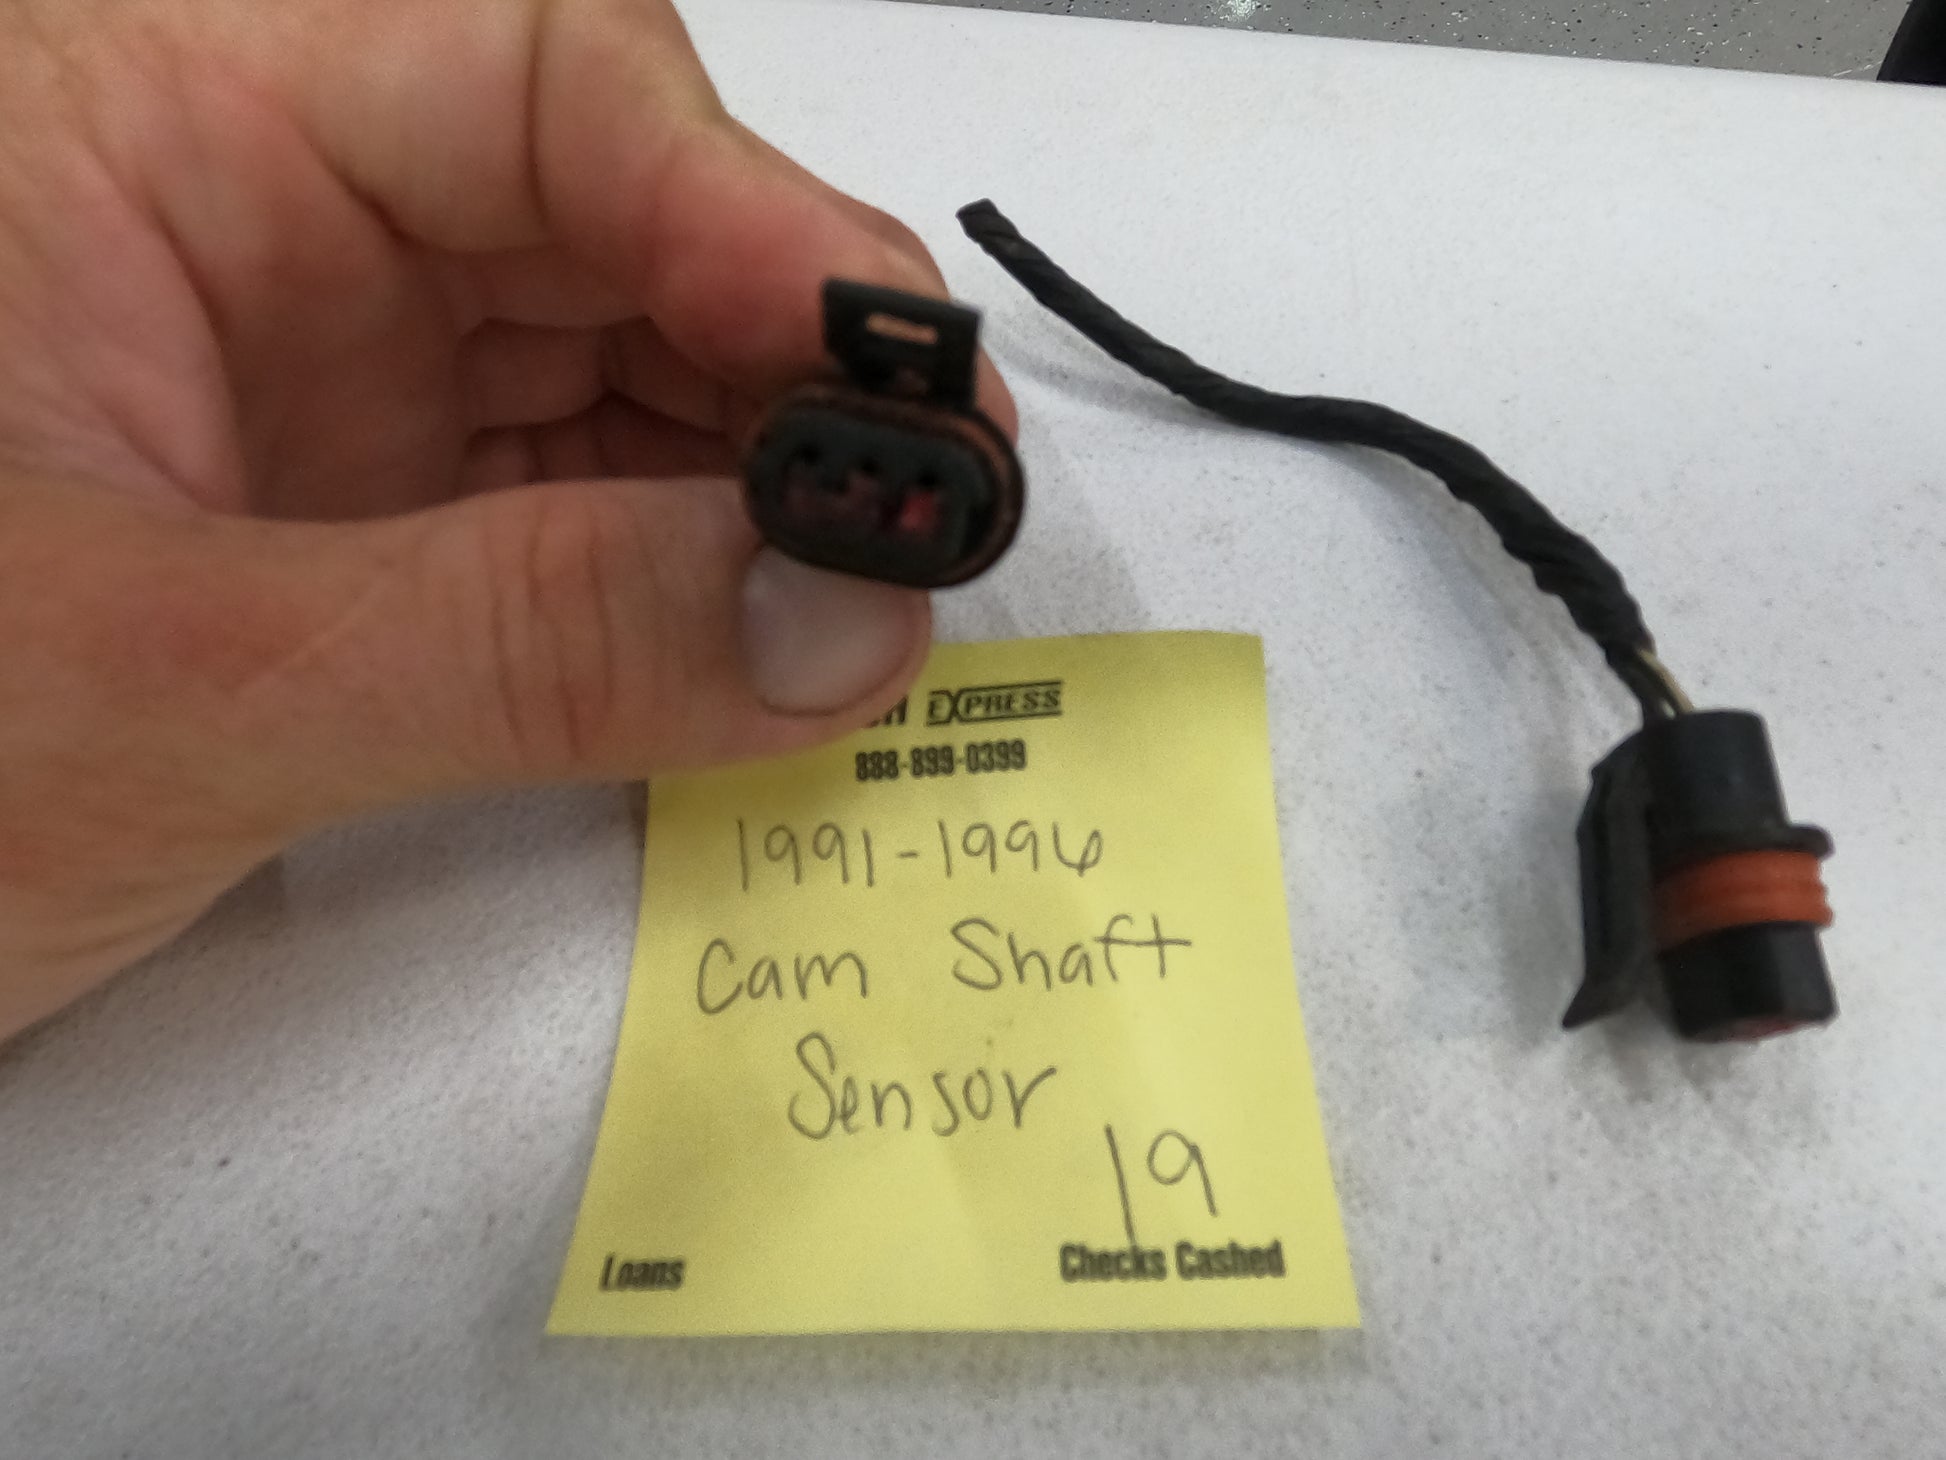 EXPRESS
888-899-0399
1991-1996
Cam Shaft
Sensor
19
Loans
Checks Cashed